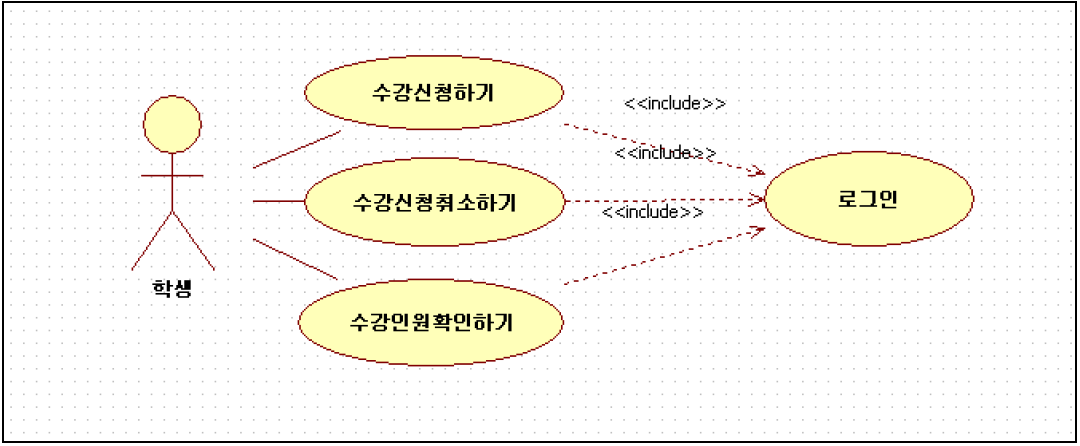 수강신청하기
<<include>>
<<include>>
수강신청취소하기
로그인
<<include>>
학생
수강인원확인하기